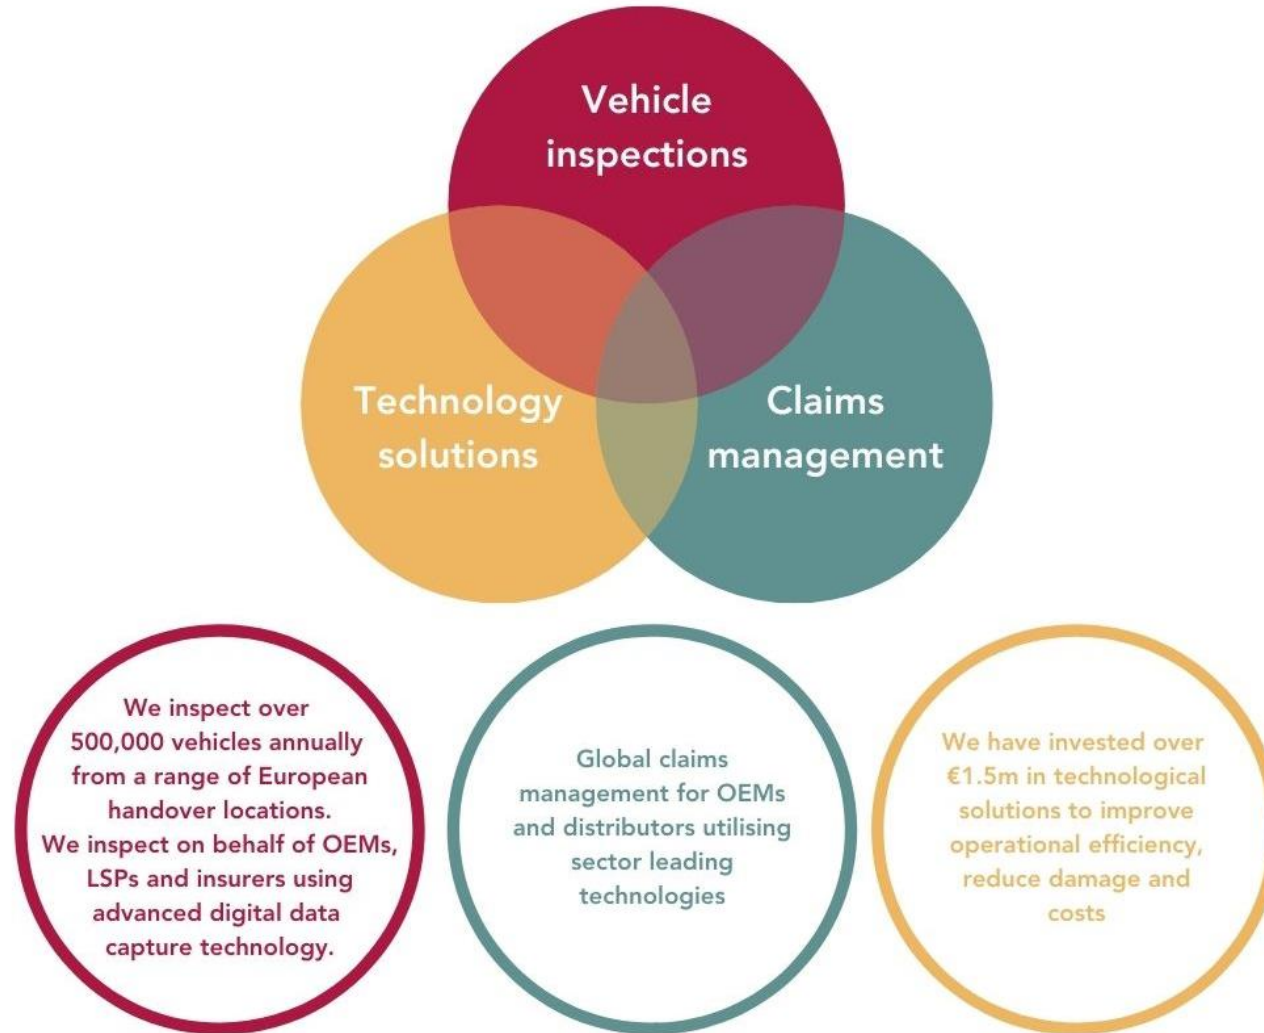 Vehicle
inspections
Technology
solutions
Claims
management
We inspect over
500,000 vehicles annually
from a range of European
handover locations.
We inspect on behalf of OEMs,
LSPs and insurers using
advanced digital data
capture technology.
Global claims
management for OEMs
and distributors utilising
sector leading
technologies
We have invested over
€1.5m in technological
solutions to improve
operational efficiency,
reduce damage and
costs